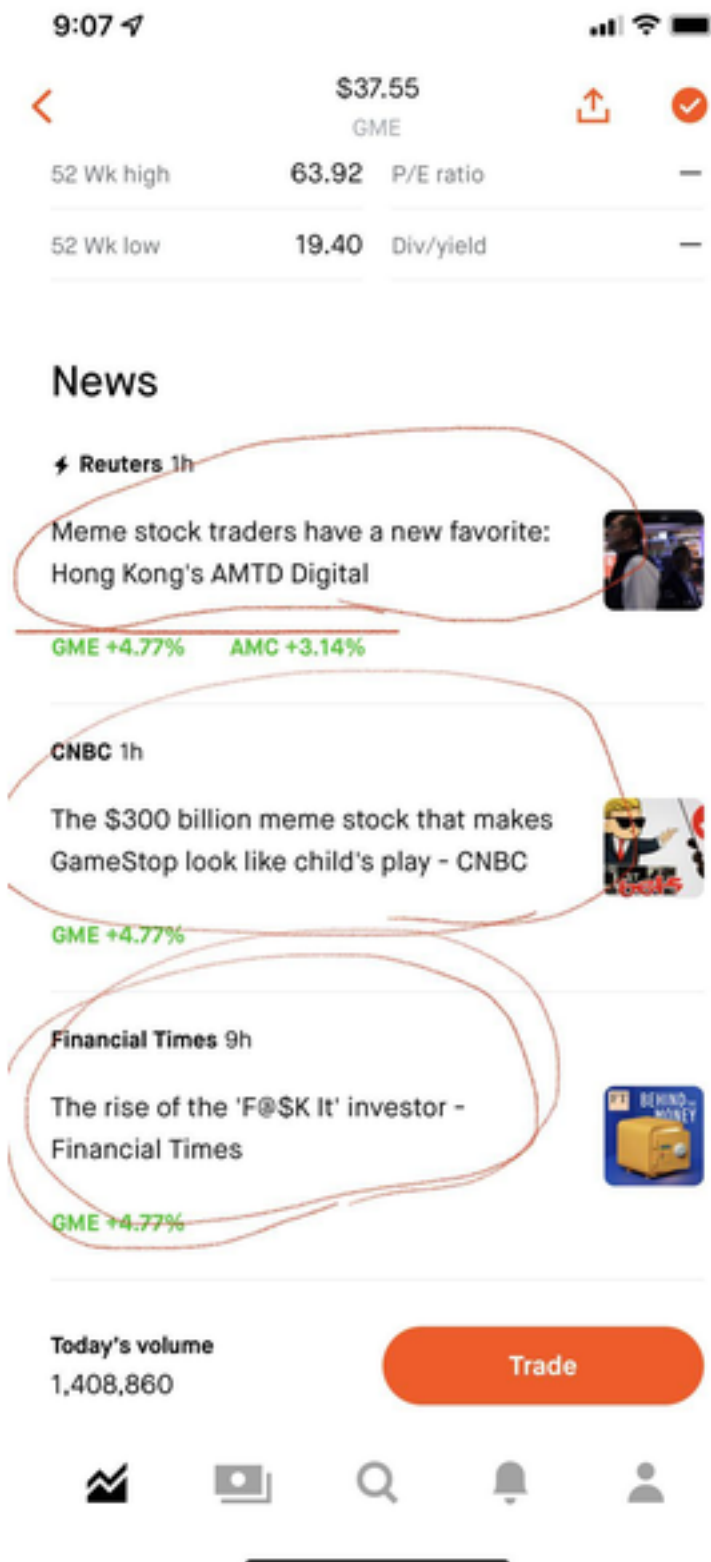 9:07
$37.55
GME
52 Wk high 63.92 P/E ratio –
52 Wk low 19.40 Div/yield –
News
Reuters 1h
Meme stock traders have a new favorite:
Hong Kong's AMTD Digital
GME +4.77% AMC +3.14%
CNBC 1h
The $300 billion meme stock that makes
GameStop look like child's play - CNBC
GME +4.77%
Financial Times 9h
The rise of the 'F@$K It' investor -
Financial Times
FT BEHIND
MONEY
GME +4.77%
Today's volume
1,408,860
Trade